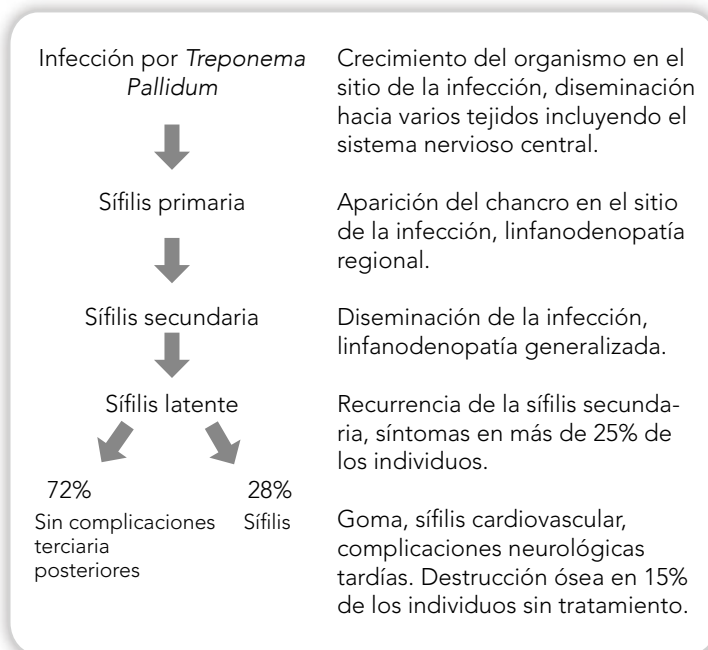 Infección por Treponema
Pallidum
Crecimiento del organismo en el
sitio de la infección, diseminación
hacia varios tejidos incluyendo el
sistema nervioso central.
Sífilis primaria
Aparición del chancro en el sitio
de la infección, linfanodenopatía
regional.
Sífilis secundaria
Diseminación de la infección,
linfanodenopatía generalizada.
Sífilis latente
Recurrencia de la sífilis secunda-
ria, síntomas en más de 25% de
los individuos.
72%
28%
Sin complicaciones Sífilis
terciaria
posteriores
Goma, sífilis cardiovascular,
complicaciones neurológicas
tardías. Destrucción ósea en 15%
de los individuos sin tratamiento.